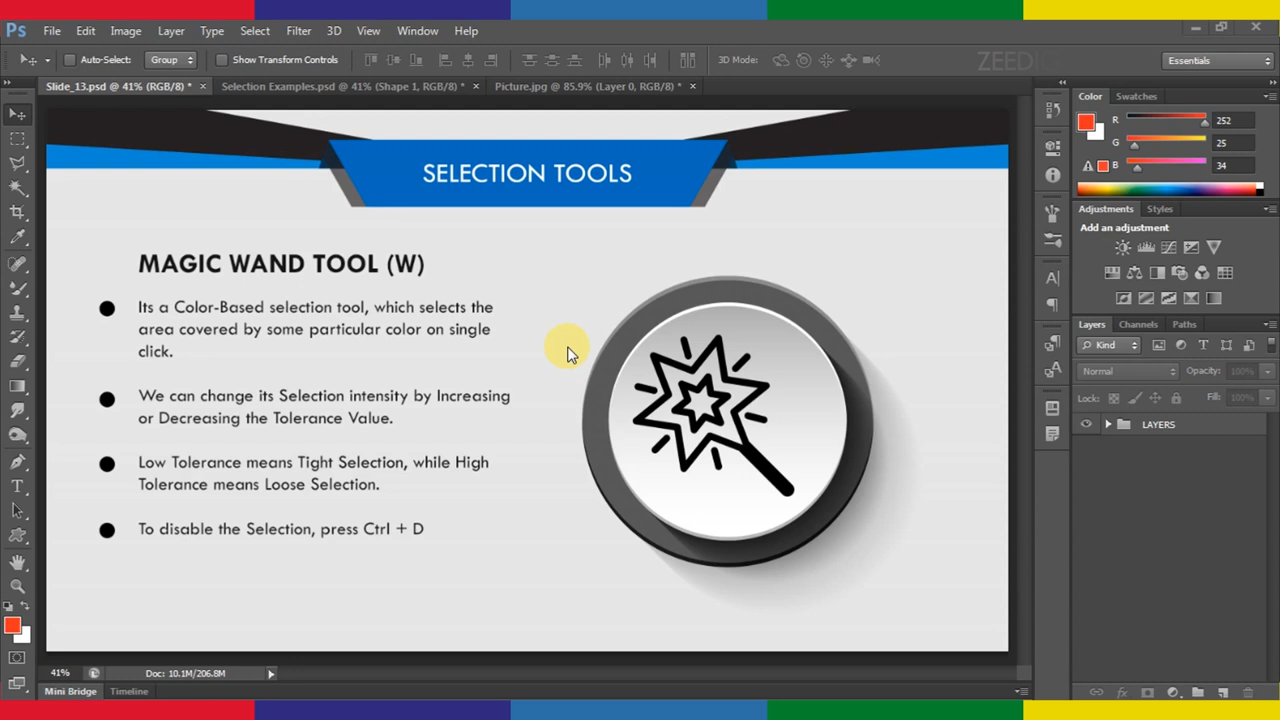 Ps File Edit Image Layer Type Select Filter 3D View Window Help
Auto-Select: Group Show Transform Controls 3D Mode: Essentials
Slide_13.psd @ 41% (RGB/8) * × Selection Examples.psd @ 41% (Shape 1, RGB/8) * × Picture.jpg @ 85.9% (Layer 0, RGB/8) * ×
Color Swatches
R 252
G 25
B 34
Adjustments Styles
Add an adjustment
Layers Channels Paths
Kind
Normal Opacity: 100%
Lock: Fill: 100%
LAYERS
SELECTION TOOLS
MAGIC WAND TOOL (W)
Its a Color-Based selection tool, which selects the
area covered by some particular color on single
click.
We can change its Selection intensity by Increasing
or Decreasing the Tolerance Value.
Low Tolerance means Tight Selection, while High
Tolerance means Loose Selection.
To disable the Selection, press Ctrl + D
41% Doc: 10.1M/206.8M
Mini Bridge Timeline